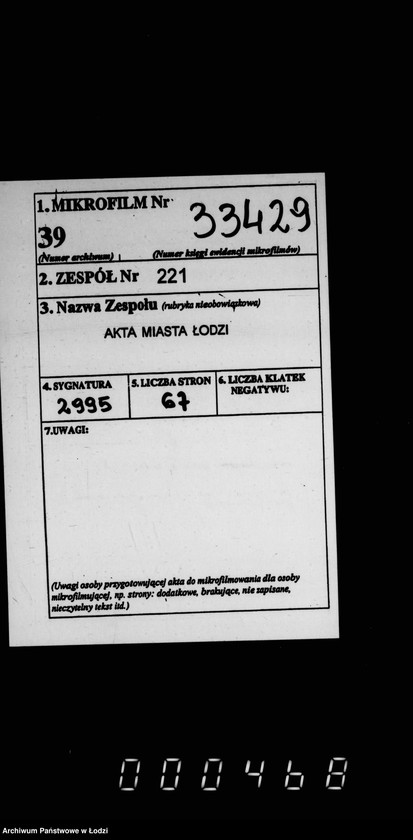 1. MIKROFILM Nr 33429
39
(Numer archiwum) (Numer księgi ewidencji mikrofilmów)
2. ZESPÓŁ Nr 221
3. Nazwa Zespołu (rubryka nieobowiązkowa)
AKTA MIASTA ŁODZI
4. SYGNATURA 5. LICZBA STRON 6. LICZBA KLATEK
NEGATYWU:
2995 67
7.UWAGI:
(Uwagi osoby przygotowującej akta do mikrofilmowania dla osoby
mikrofilmującej, np. strony: dodatkowe, brakujące, nie zapisane,
nieczytelny tekst itd.)
000468
Archiwum Państwowe w Łodzi